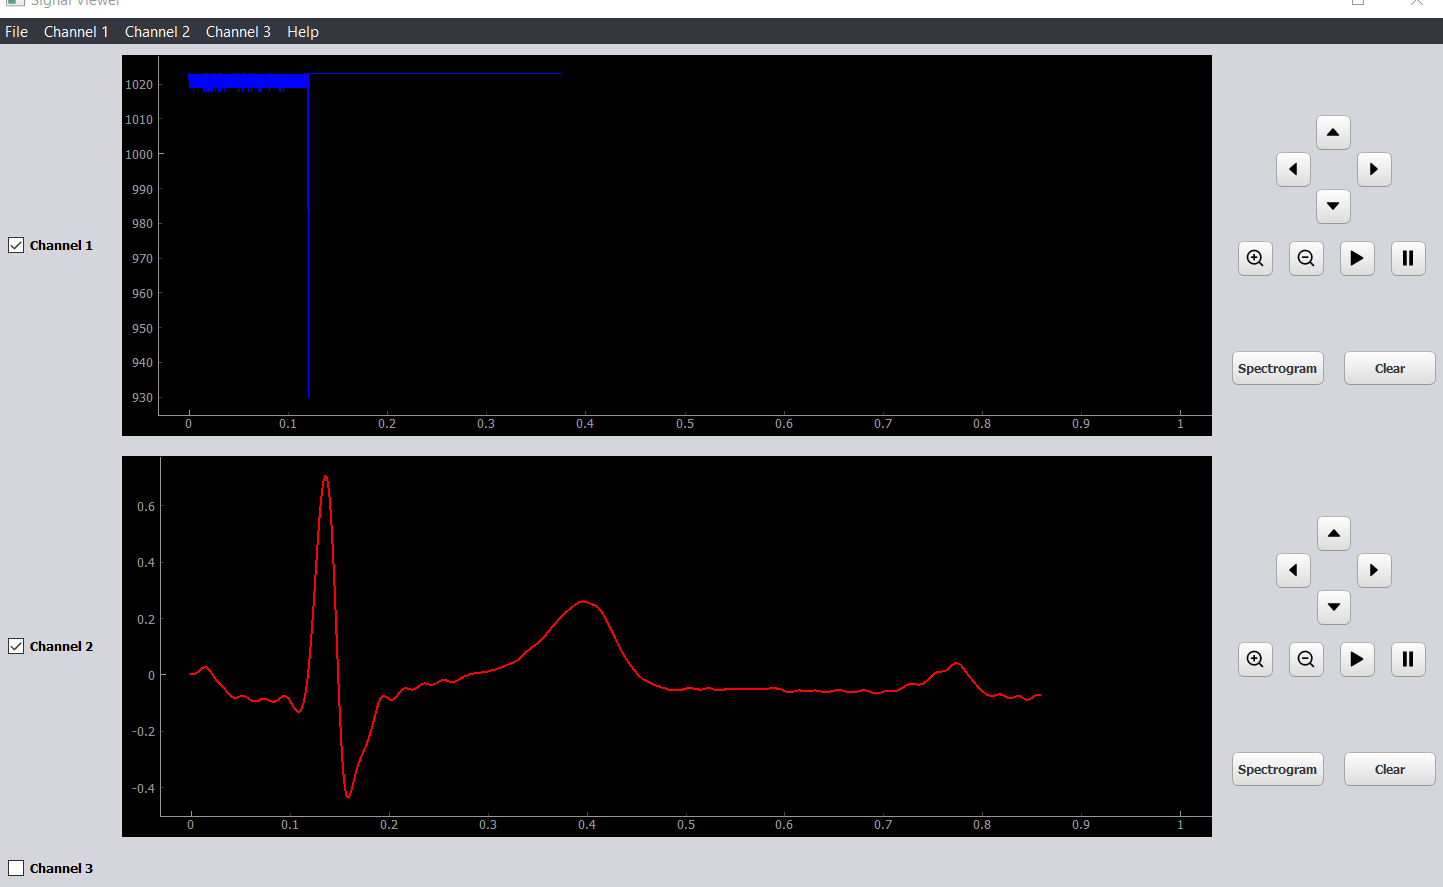 Signal Viewer
File Channel 1 Channel 2 Channel 3 Help
1020
1010
1000
990
980
970
960
950
940
930
0 0.1 0.2 0.3 0.4 0.5 0.6 0.7 0.8 0.9 1
Channel 1
Spectrogram Clear
0.6
0.4
0.2
0
-0.2
-0.4
0 0.1 0.2 0.3 0.4 0.5 0.6 0.7 0.8 0.9 1
Channel 2
Spectrogram Clear
Channel 3